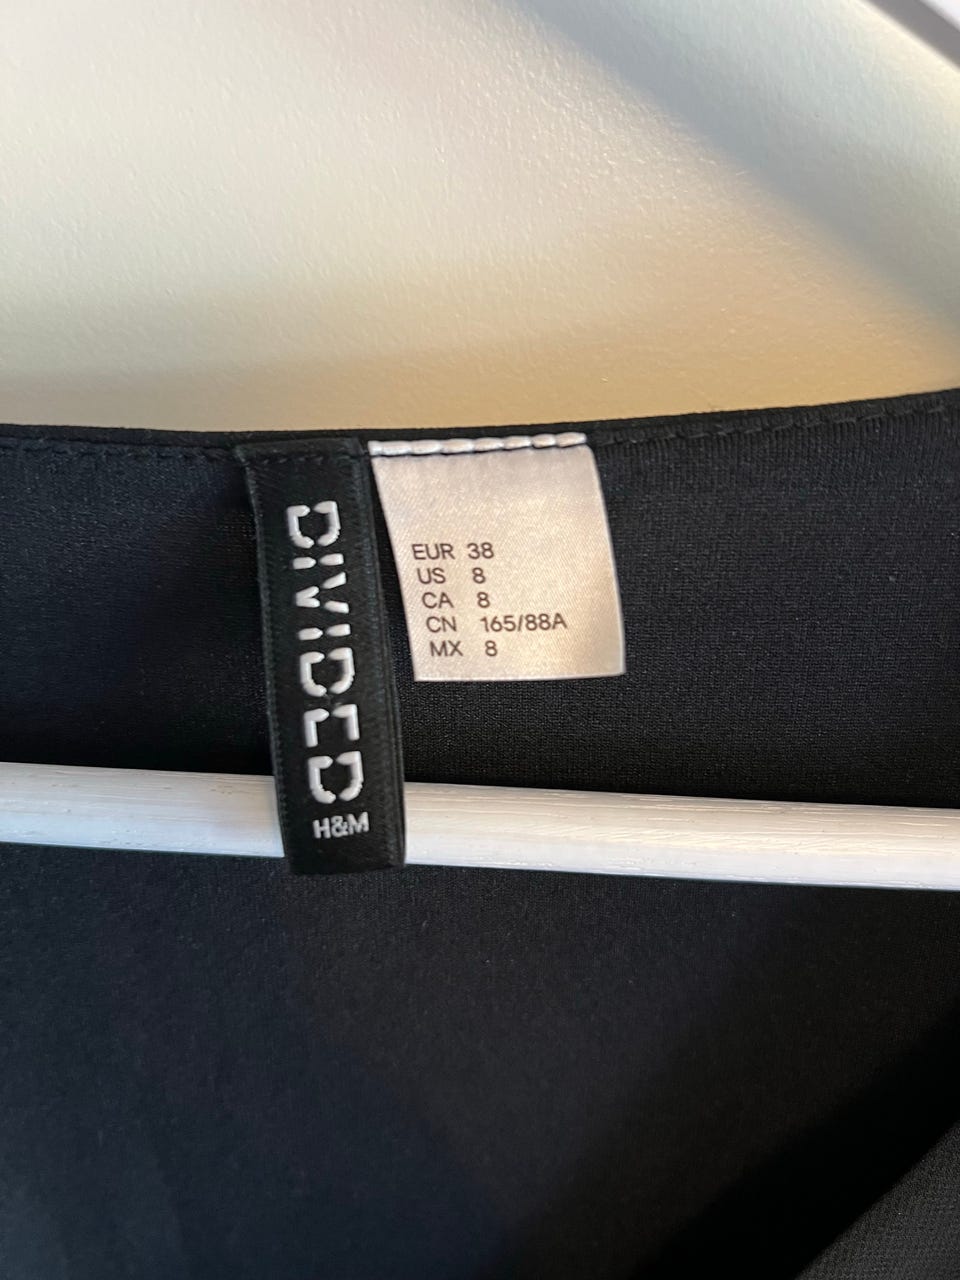 DIVIDED
H&M
EUR 38
US 8
CA 8
CN 165/88A
MX 8